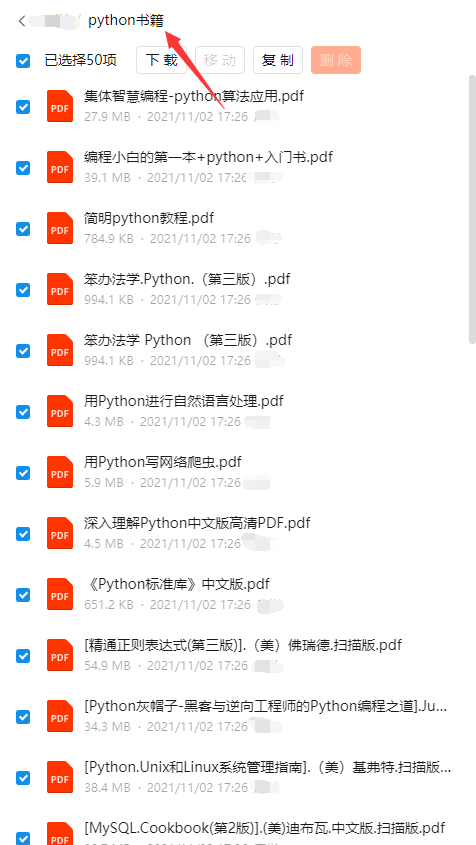 python书籍
已选择50项 下载 移动 复制 删除
PDF 集体智慧编程-python算法应用.pdf
27.9 MB · 2021/11/02 17:26
PDF 编程小白的第一本+python+入门书.pdf
39.1 MB · 2021/11/02 17:26
PDF 简明python教程.pdf
784.9 KB · 2021/11/02 17:26
PDF 笨办法学.Python.（第三版）.pdf
994.1 KB · 2021/11/02 17:26
PDF 笨办法学 Python （第三版）.pdf
994.1 KB · 2021/11/02 17:26
PDF 用Python进行自然语言处理.pdf
4.3 MB · 2021/11/02 17:26
PDF 用Python写网络爬虫.pdf
5.9 MB · 2021/11/02 17:26
PDF 深入理解Python中文版高清PDF.pdf
4.5 MB · 2021/11/02 17:26
PDF 《Python标准库》中文版.pdf
651.2 KB · 2021/11/02 17:26
PDF [精通正则表达式(第三版)].（美）佛瑞德.扫描版.pdf
54.9 MB · 2021/11/02 17:26
PDF [Python灰帽子-黑客与逆向工程师的Python编程之道].Ju...
34.3 MB · 2021/11/02 17:26
PDF [Python.Unix和Linux系统管理指南].（美）基弗特.扫描版...
38.4 MB · 2021/11/02 17:26
PDF [MySQL.Cookbook(第2版)].(美)迪布瓦.中文版.扫描版.pdf